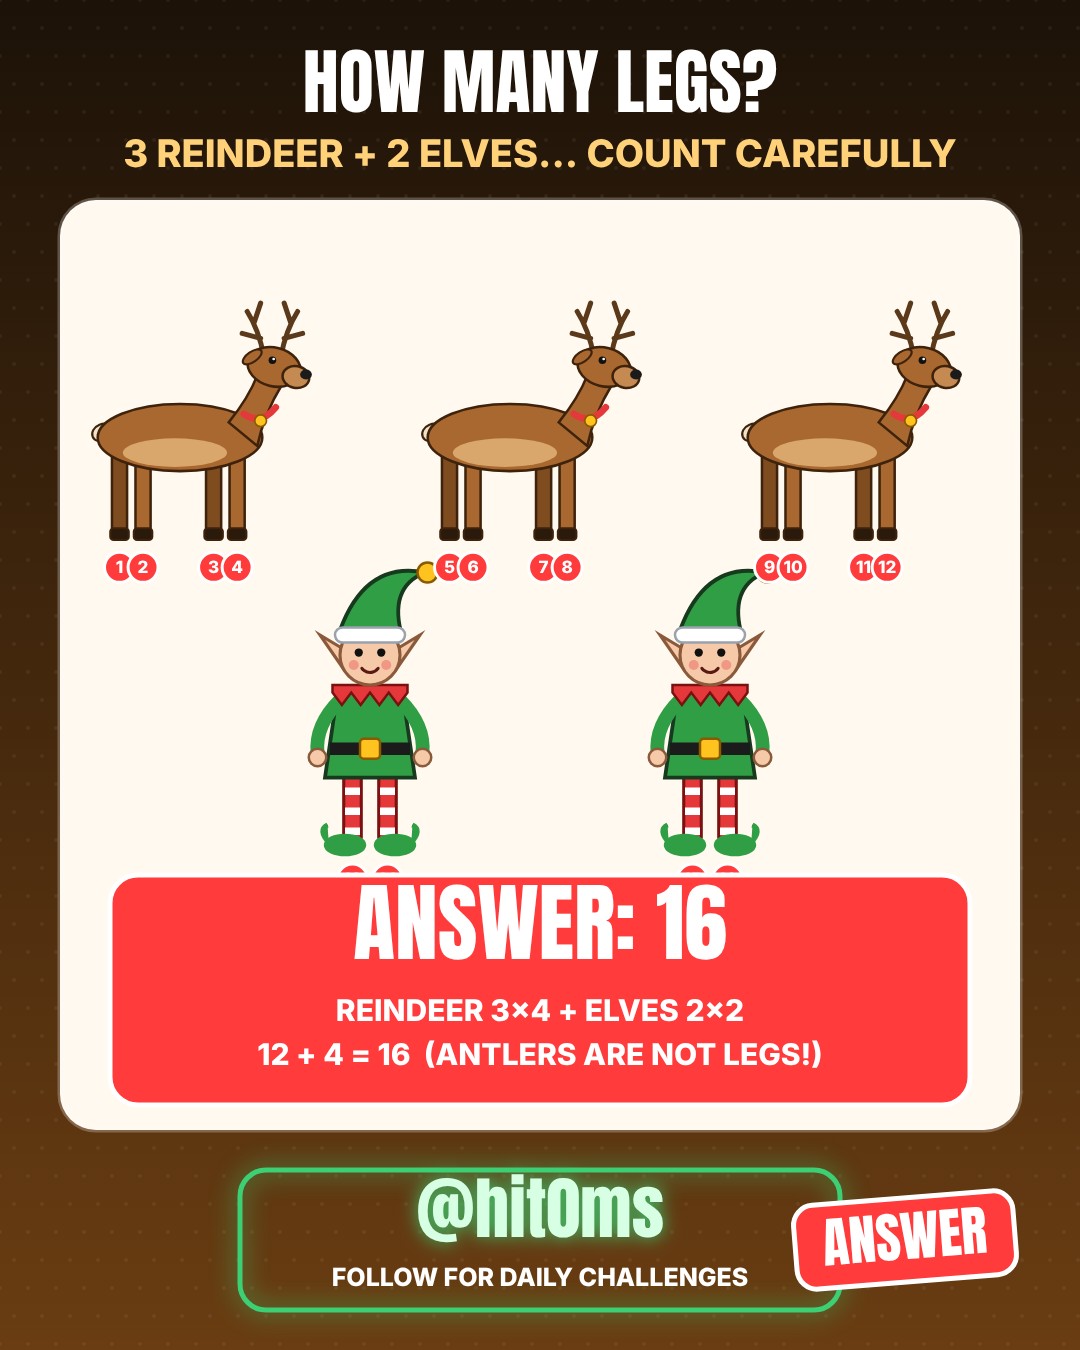 HOW MANY LEGS?
3 REINDEER + 2 ELVES... COUNT CAREFULLY
1 2 3 4 5 6 7 8 9 10 11 12
ANSWER: 16
REINDEER 3×4 + ELVES 2×2
12 + 4 = 16 (ANTLERS ARE NOT LEGS!)
@hit0ms
FOLLOW FOR DAILY CHALLENGES
ANSWER